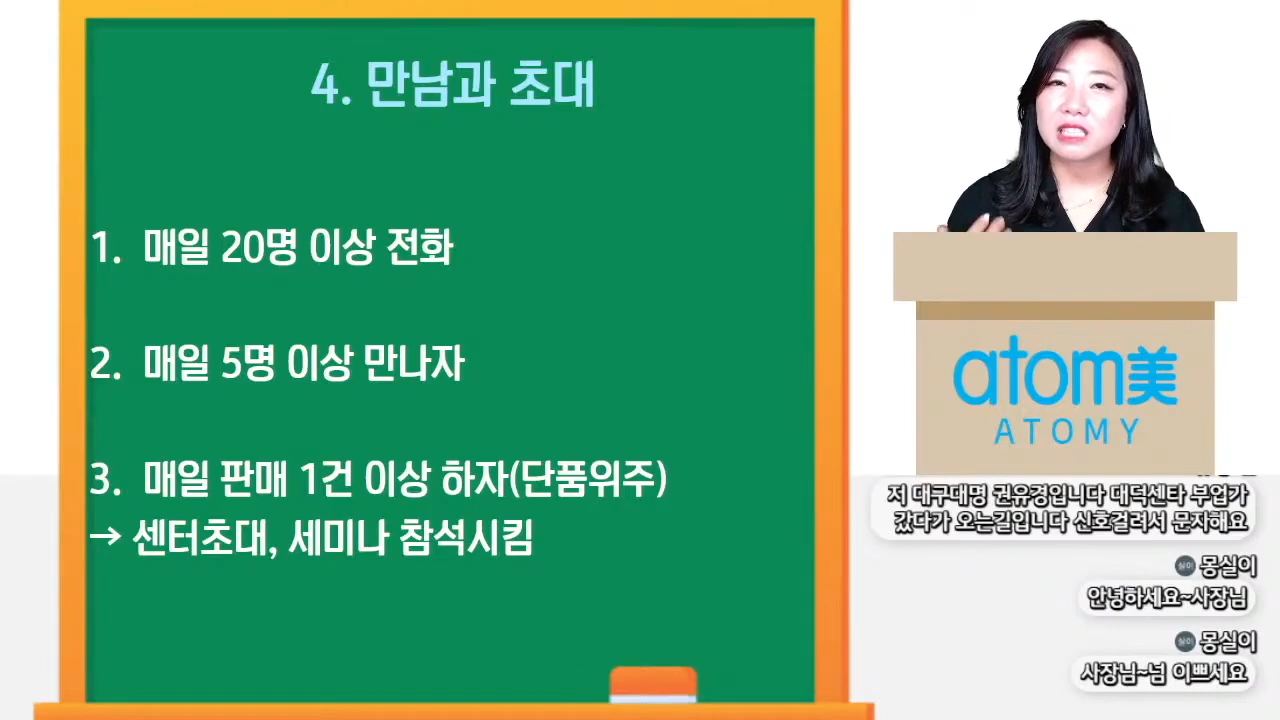 4. 만남과 초대
1. 매일 20명 이상 전화
2. 매일 5명 이상 만나자
3. 매일 판매 1건 이상 하자(단품위주)
→ 센터초대, 세미나 참석시킴
atom美
ATOMY
저 대구대명 권유경입니다 대덕센타 부업가
갔다가 오는길입니다 신호걸려서 문자해요
몽실이
안녕하세요~사장님
몽실이
사장님~넘 이쁘세요